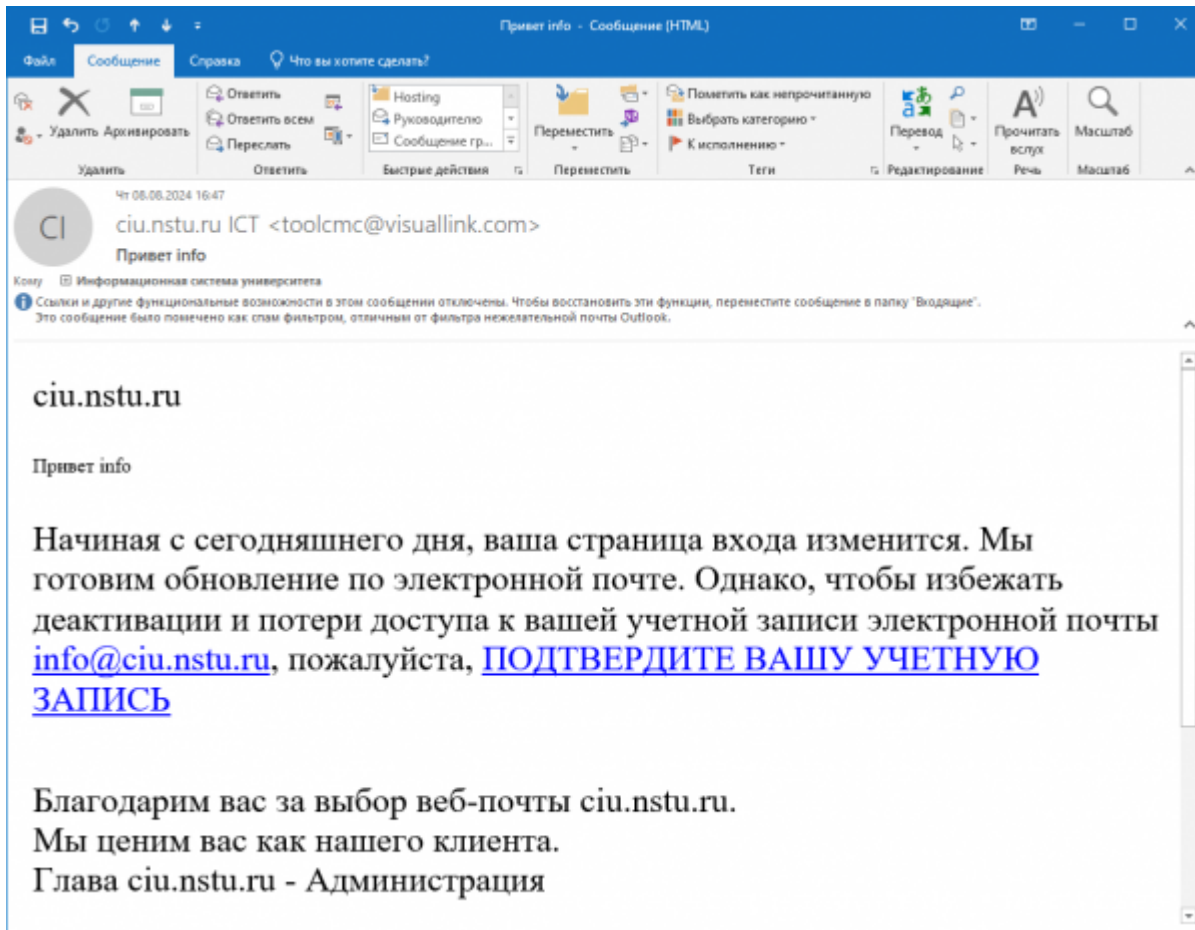 Привет info - Сообщение (HTML)
Файл Сообщение Справка Что вы хотите сделать?
Удалить Архивировать
Ответить
Ответить всем
Переслать
Hosting
Руководителю
Сообщение гр...
Переместить
Пометить как непрочитанную
Выбрать категорию
К исполнению
Перевод
Прочитать вслух
Масштаб
Удалить Ответить Быстрые действия Переместить Теги Редактирование Речь Масштаб
Чт 08.08.2024 16:47
CI
ciu.nstu.ru ICT <toolcmc@visuallink.com>
Привет info
Кому Информационная система университета
Ссылки и другие функциональные возможности в этом сообщении отключены. Чтобы восстановить эти функции, переместите сообщение в папку "Входящие".
Это сообщение было помечено как спам фильтром, отличным от фильтра нежелательной почты Outlook.
ciu.nstu.ru
Привет info
Начиная с сегодняшнего дня, ваша страница входа изменится. Мы
готовим обновление по электронной почте. Однако, чтобы избежать
деактивации и потери доступа к вашей учетной записи электронной почты
info@ciu.nstu.ru, пожалуйста, ПОДТВЕРДИТЕ ВАШУ УЧЕТНУЮ
ЗАПИСЬ
Благодарим вас за выбор веб-почты ciu.nstu.ru.
Мы ценим вас как нашего клиента.
Глава ciu.nstu.ru - Администрация